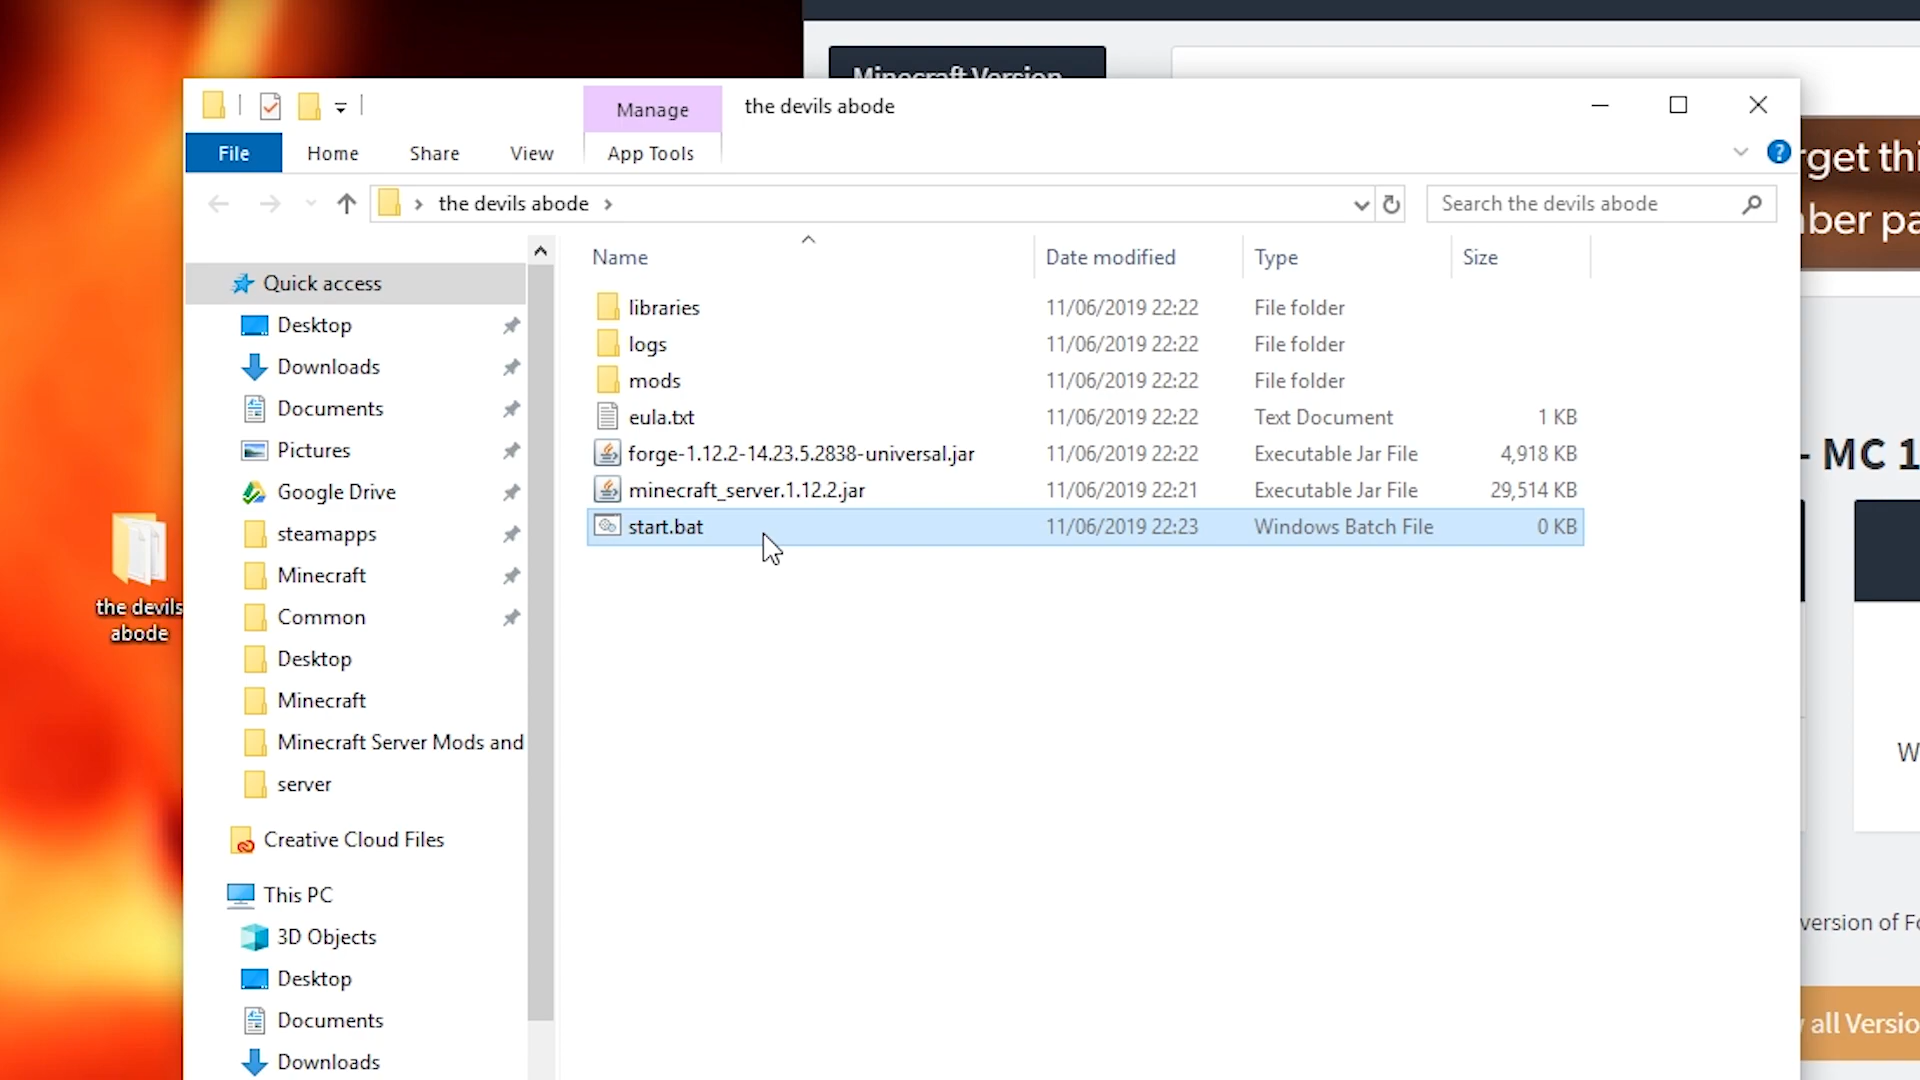 Minecraft Version
Manage
the devils abode
File
Home
Share
View
App Tools
?
the devils abode
Search the devils abode
Name
Date modified
Type
Size
libraries 11/06/2019 22:22 File folder
logs 11/06/2019 22:22 File folder
mods 11/06/2019 22:22 File folder
eula.txt 11/06/2019 22:22 Text Document 1 KB
forge-1.12.2-14.23.5.2838-universal.jar 11/06/2019 22:22 Executable Jar File 4,918 KB
minecraft_server.1.12.2.jar 11/06/2019 22:21 Executable Jar File 29,514 KB
start.bat 11/06/2019 22:23 Windows Batch File 0 KB
Quick access
Desktop
Downloads
Documents
Pictures
Google Drive
steamapps
Minecraft
Common
Desktop
Minecraft
Minecraft Server Mods and
server
Creative Cloud Files
This PC
3D Objects
Desktop
Documents
Downloads
the devils
abode
- MC 1
W
version of
all